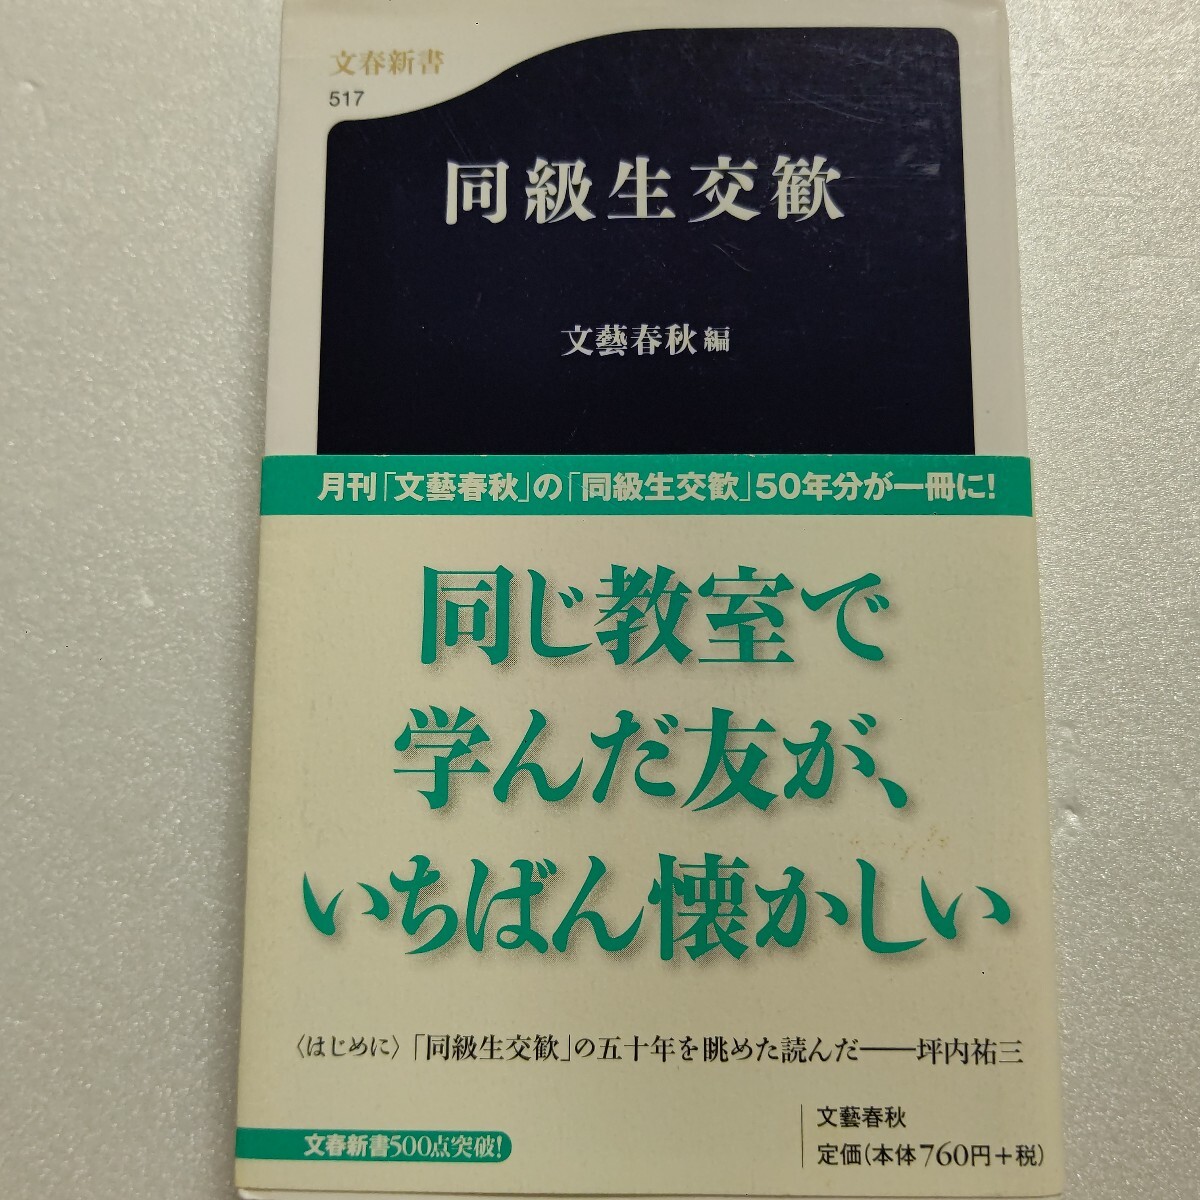 文春新書
517
同級生交歓
文藝春秋編
月刊「文藝春秋」の「同級生交歓」50年分が一冊に!
同じ教室で
学んだ友が、
いちばん懐かしい
〈はじめに〉「同級生交歓」の五十年を眺めた読んだ——坪内祐三
文藝春秋
定価(本体760円+税)
文春新書500点突破!